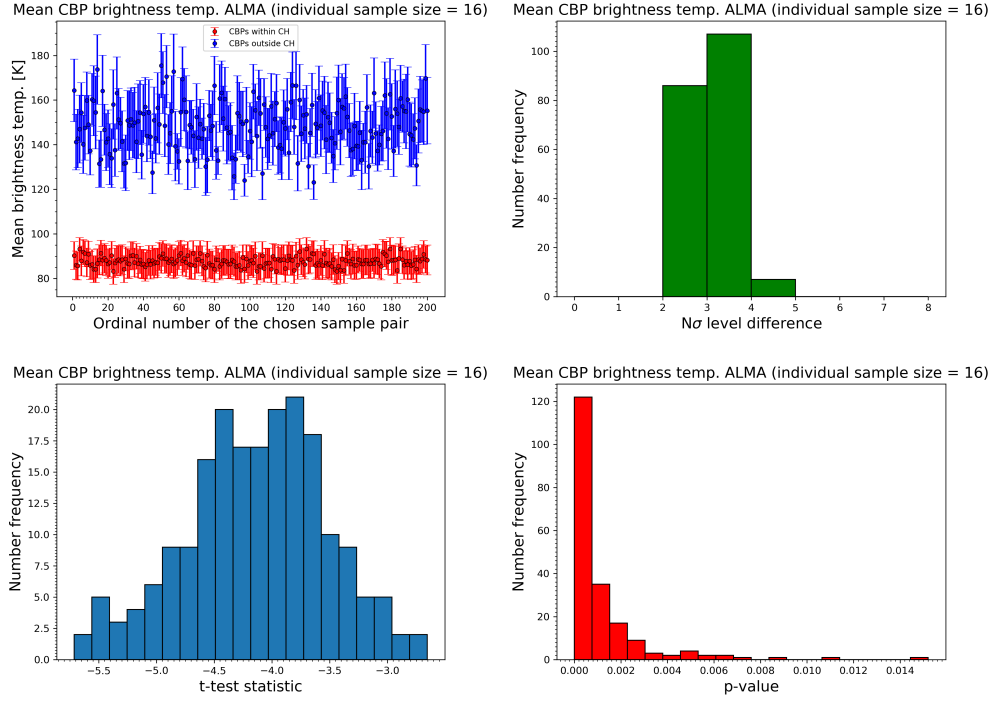 Mean CBP brightness temp. ALMA (individual sample size = 16)
CBPs within CH
CBPs outside CH
Mean brightness temp. [K]
180
160
140
120
100
80
0 20 40 60 80 100 120 140 160 180 200
Ordinal number of the chosen sample pair
Mean CBP brightness temp. ALMA (individual sample size = 16)
Number frequency
100
80
60
40
20
0
0 1 2 3 4 5 6 7 8
Nσ level difference
Mean CBP brightness temp. ALMA (individual sample size = 16)
Number frequency
20.0
17.5
15.0
12.5
10.0
7.5
5.0
2.5
0.0
−5.5 −5.0 −4.5 −4.0 −3.5 −3.0
t-test statistic
Mean CBP brightness temp. ALMA (individual sample size = 16)
Number frequency
120
100
80
60
40
20
0
0.000 0.002 0.004 0.006 0.008 0.010 0.012 0.014
p-value